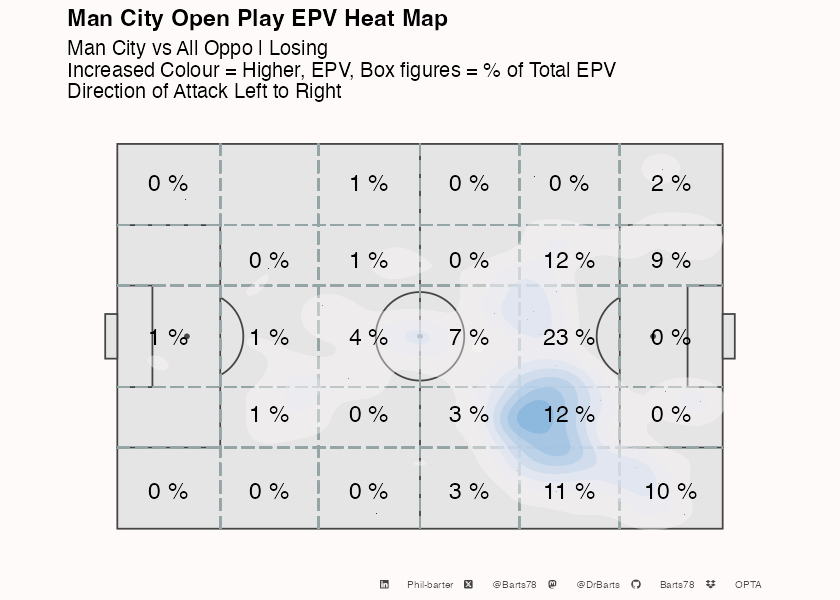 Man City Open Play EPV Heat Map
Man City vs All Oppo | Losing
Increased Colour = Higher, EPV, Box figures = % of Total EPV
Direction of Attack Left to Right
0 % 1 % 0 % 0 % 2 %
0 % 1 % 0 % 12 % 9 %
1 % 1 % 4 % 7 % 23 % 0 %
1 % 0 % 3 % 12 % 0 %
0 % 0 % 0 % 3 % 11 % 10 %
Phil-barter @Barts78 @DrBarts Barts78 OPTA